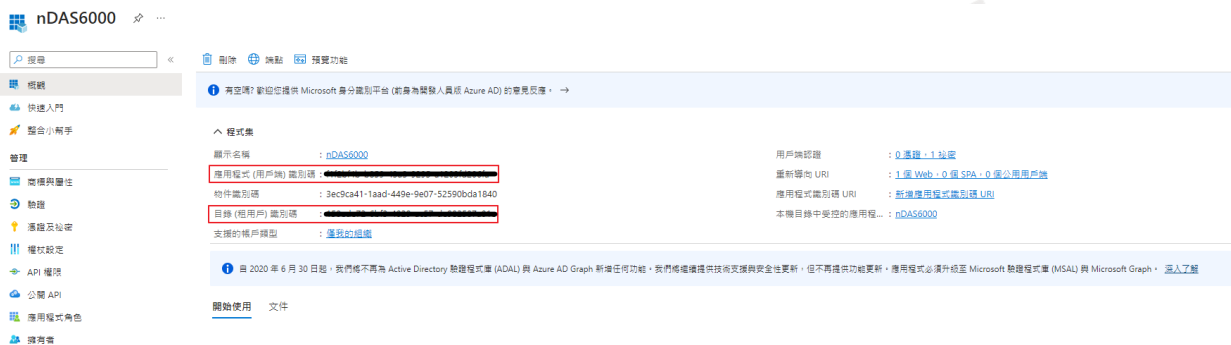 nDAS6000
搜尋
«
刪除 端點 預覽功能
概觀
快速入門
整合小幫手
管理
商標與屬性
驗證
憑證及祕密
權杖設定
API 權限
公開 API
應用程式角色
擁有者
有空嗎? 歡迎您提供 Microsoft 身分識別平台 (前身為開發人員版 Azure AD) 的意見反應。 →
程式集
顯示名稱 : nDAS6000
應用程式 (用戶端) 識別碼 :
物件識別碼 : 3ec9ca41-1aad-449e-9e07-52590bda1840
目錄 (租用戶) 識別碼 :
支援的帳戶類型 : 僅我的組織
用戶端認證 : 0 憑證，1 祕密
重新導向 URI : 1 個 Web，0 個 SPA，0 個公用用戶端
應用程式識別碼 URI : 新增應用程式識別碼 URI
本機目錄中受控的應用程... : nDAS6000
自 2020 年 6 月 30 日起，我們將不再為 Active Directory 驗證程式庫 (ADAL) 與 Azure AD Graph 新增任何功能。我們將繼續提供技術支援與安全性更新，但不再提供功能更新。應用程式必須升級至 Microsoft 驗證程式庫 (MSAL) 與 Microsoft Graph。 深入了解
開始使用 文件